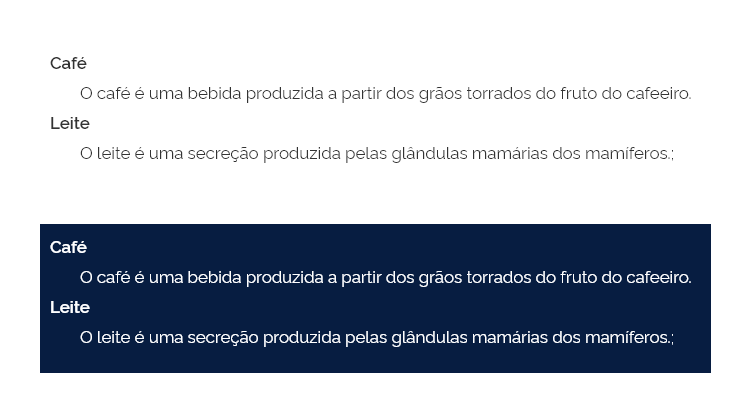 Café
O café é uma bebida produzida a partir dos grãos torrados do fruto do cafeeiro.
Leite
O leite é uma secreção produzida pelas glândulas mamárias dos mamíferos.;
Café
O café é uma bebida produzida a partir dos grãos torrados do fruto do cafeeiro.
Leite
O leite é uma secreção produzida pelas glândulas mamárias dos mamíferos.;